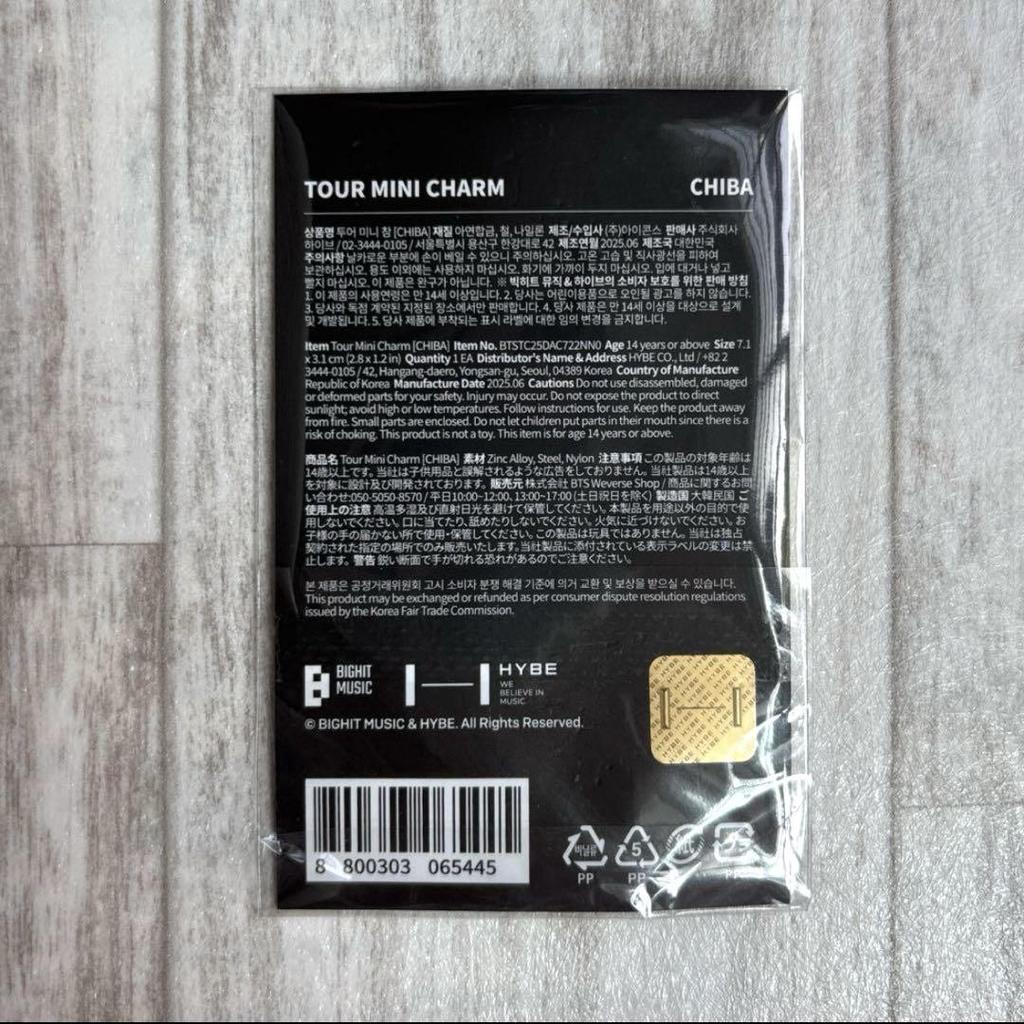 TOUR MINI CHARM CHIBA
상품명 투어 미니 참 [CHIBA] 재질 아연합금, 철, 나일론 제조/수입사 (주)아이콘스 판매사 주식회사
하이브 / 02-3444-0105 / 서울특별시 용산구 한강대로 42 제조연월 2025.06 제조국 대한민국
주의사항 날카로운 부분에 손이 베일 수 있으니 주의하십시오. 고온 고습 및 직사광선을 피하여
보관하십시오. 용도 이외에는 사용하지 마십시오. 화기에 가까이 두지 마십시오. 입에 대거나 넣고
빨지 마십시오. 이 제품은 완구가 아닙니다. ※ 빅히트 뮤직 & 하이브의 소비자 보호를 위한 판매 방침
1. 이 제품의 사용연령은 만 14세 이상입니다. 2. 당사는 어린이용품으로 오인될 광고를 하지 않습니다.
3. 당사와 독점 계약된 지정된 장소에서만 판매합니다. 4. 당사 제품은 만 14세 이상을 대상으로 설계
및 개발됩니다. 5. 당사 제품에 부착되는 표시 라벨에 대한 임의 변경을 금지합니다.
Item Tour Mini Charm [CHIBA] Item No. BTSTC25DAC722NN0 Age 14 years or above Size 7.1
x 3.1 cm (2.8 x 1.2 in) Quantity 1 EA Distributor's Name & Address HYBE CO., Ltd / +82 2
3444-0105 / 42, Hangang-daero, Yongsan-gu, Seoul, 04389 Korea Country of Manufacture
Republic of Korea Manufacture Date 2025.06 Cautions Do not use disassembled, damaged
or deformed parts for your safety. Injury may occur. Do not expose the product to direct
sunlight; avoid high or low temperatures. Follow instructions for use. Keep the product away
from fire. Small parts are enclosed. Do not let children put parts in their mouth since there is a
risk of choking. This product is not a toy. This item is for age 14 years or above.
商品名 Tour Mini Charm [CHIBA] 素材 Zinc Alloy, Steel, Nylon 注意事項 この製品の対象年齢は
14歳以上です。当社は子供用品と誤解されるような広告をしておりません。当社製品は14歳以上
を対象に設計及び開発されております。販売元 株式会社 BTS Weverse Shop / 商品に関するお問
い合わせ:050-5050-8570 / 平日10:00~12:00, 13:00~17:00 (土日祝日を除く) 製造国 大韓民国 ご
使用上の注意 高温多湿及び直射日光を避けて保管してください。本製品を用途以外の目的で使
用しないでください。口に当てたり、舐めたりしないでください。火気に近づけないでください。お
子様の手の届かない所で使用・保管してください。この製品は玩具ではありません。当社は独占
契約された指定の場所でのみ販売いたします。当社製品に添付されている表示ラベルの変更は禁
止します。警告 鋭い断面で手が切れる恐れがあるのでご注意ください。
본 제품은 공정거래위원회 고시 소비자 분쟁 해결 기준에 의거 교환 및 보상을 받으실 수 있습니다.
This product may be exchanged or refunded as per consumer dispute resolution regulations
issued by the Korea Fair Trade Commission.
BIGHIT
MUSIC
HYBE
WE
BELIEVE IN
MUSIC
© BIGHIT MUSIC & HYBE. All Rights Reserved.
HYBE HYBE HYBE
8 800303 065445
비닐류 5
PP PP PP